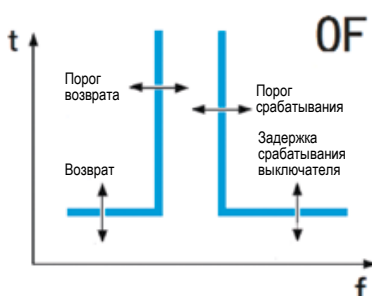 t
0F
Порог
возврата
Порог
срабатывания
Возврат
Задержка
срабатывания
выключателя
f